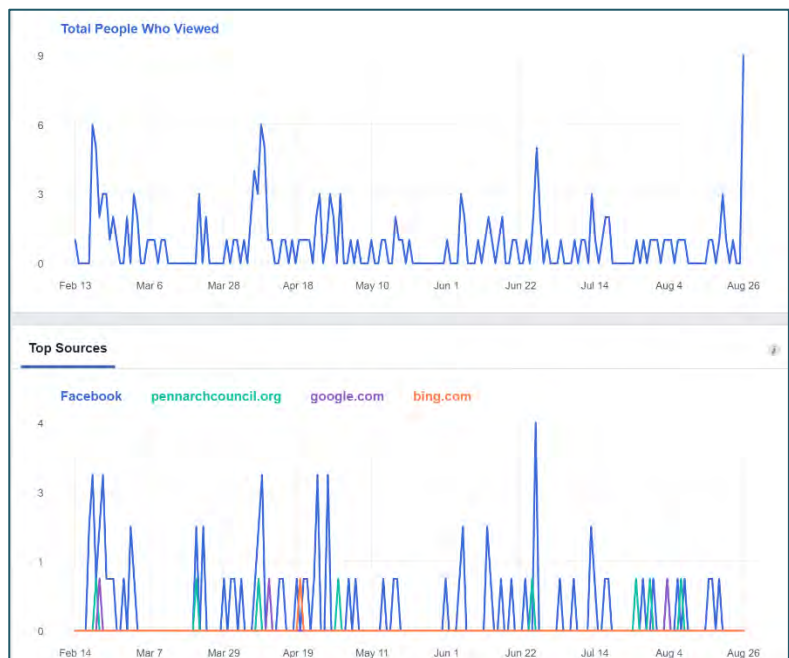 Total People Who Viewed
9
6
3
0
Feb 13 Mar 6 Mar 28 Apr 18 May 10 Jun 1 Jun 22 Jul 14 Aug 4 Aug 26
Top Sources
Facebook pennarchcouncil.org google.com bing.com
4
3
1
0
Feb 14 Mar 7 Mar 29 Apr 19 May 11 Jun 1 Jun 22 Jul 14 Aug 4 Aug 26